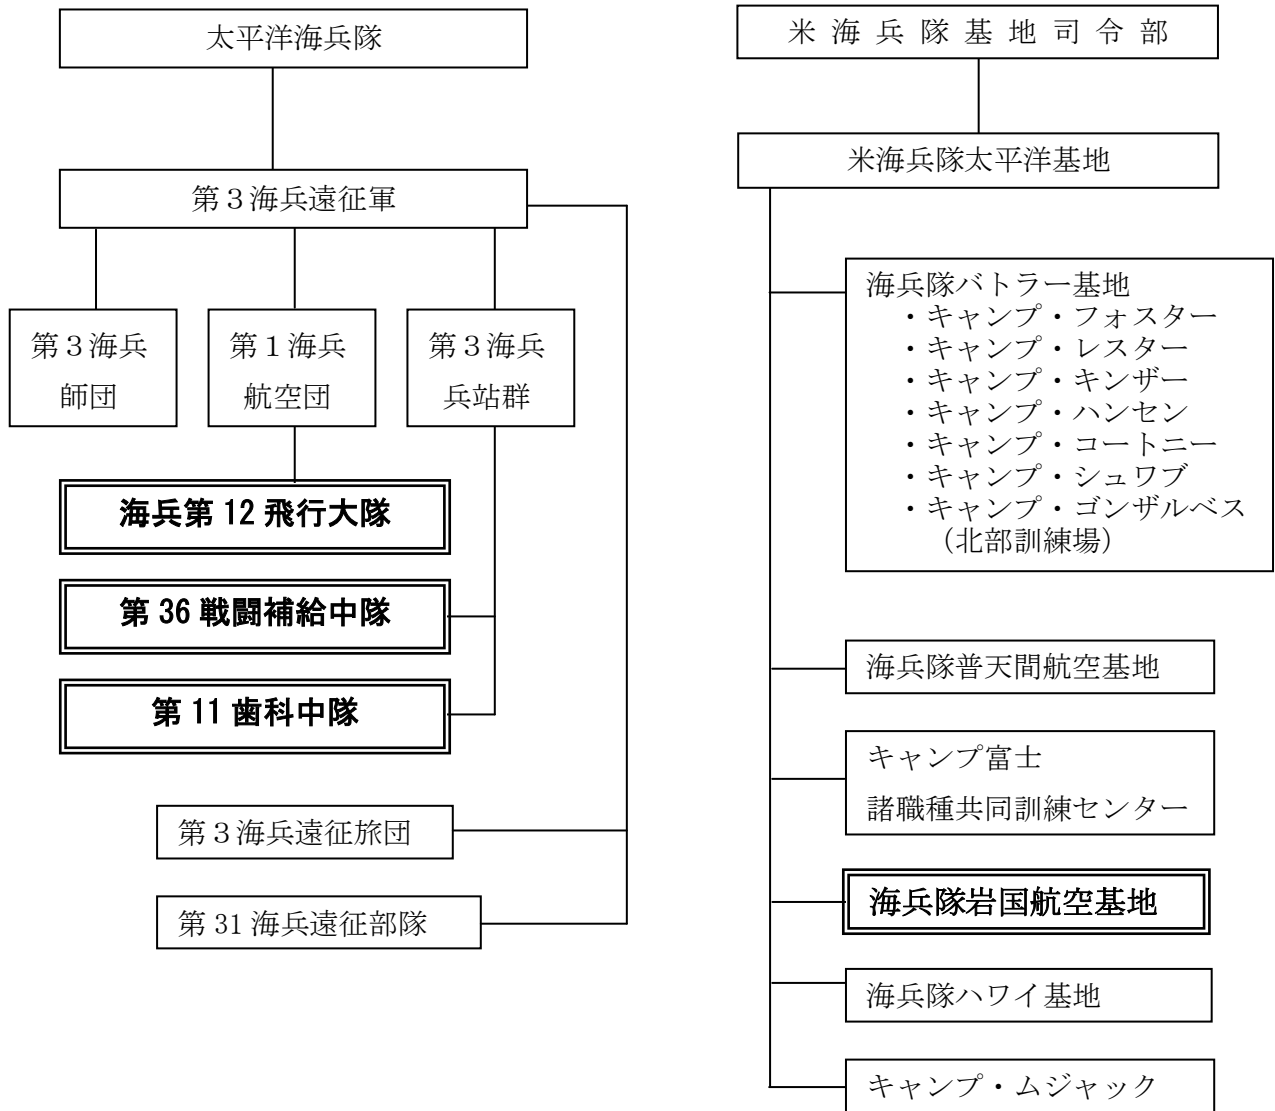 太平洋海兵隊
第３海兵遠征軍
第３海兵
師団
第１海兵
航空団
第３海兵
兵站群
海兵第 12 飛行大隊
第 36 戦闘補給中隊
第 11 歯科中隊
第３海兵遠征旅団
第 31 海兵遠征部隊
米 海 兵 隊 基 地 司 令 部
米海兵隊太平洋基地
海兵隊バトラー基地
・キャンプ・フォスター
・キャンプ・レスター
・キャンプ・キンザー
・キャンプ・ハンセン
・キャンプ・コートニー
・キャンプ・シュワブ
・キャンプ・ゴンザルベス
（北部訓練場）
海兵隊普天間航空基地
キャンプ富士
諸職種共同訓練センター
海兵隊岩国航空基地
海兵隊ハワイ基地
キャンプ・ムジャック